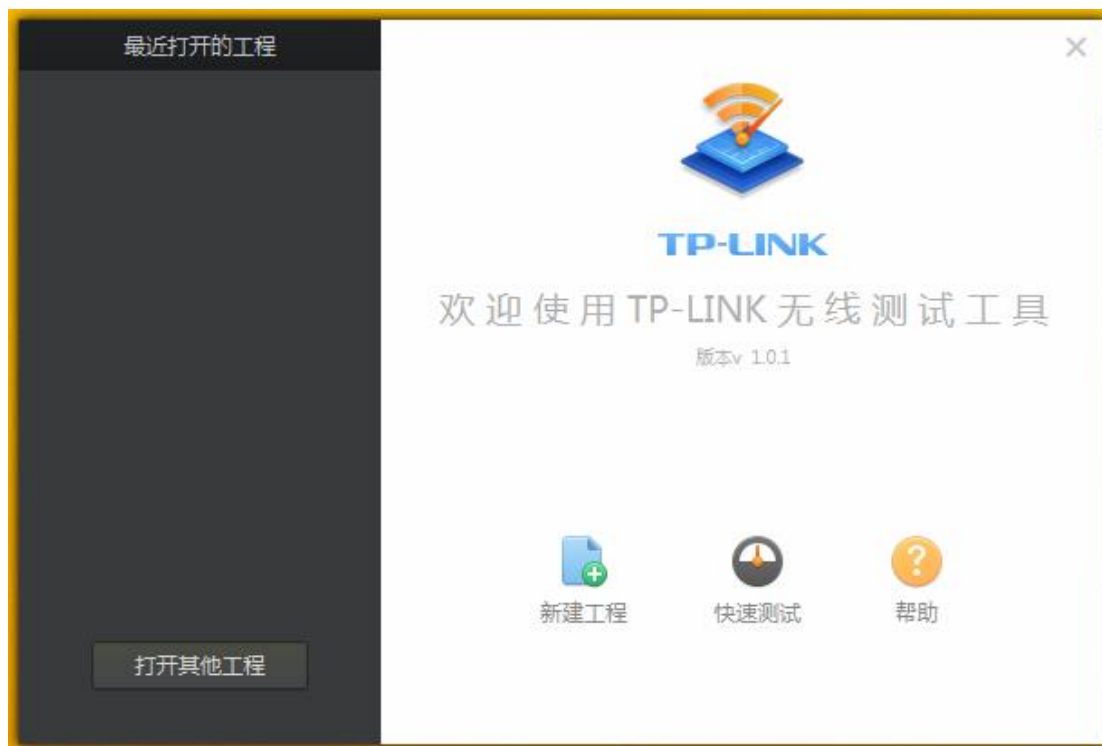 最近打开的工程
TP-LINK
欢迎使用TP-LINK无线测试工具
版本v 1.0.1
新建工程
快速测试
帮助
打开其他工程